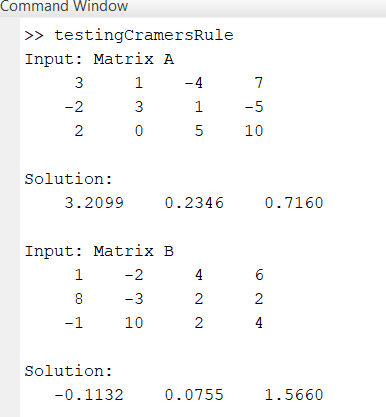 Command Window
>> testingCramersRule
Input: Matrix A
3 1 -4 7
-2 3 1 -5
2 0 5 10
Solution:
3.2099 0.2346 0.7160
Input: Matrix B
1 -2 4 6
8 -3 2 2
-1 10 2 4
Solution:
-0.1132 0.0755 1.5660